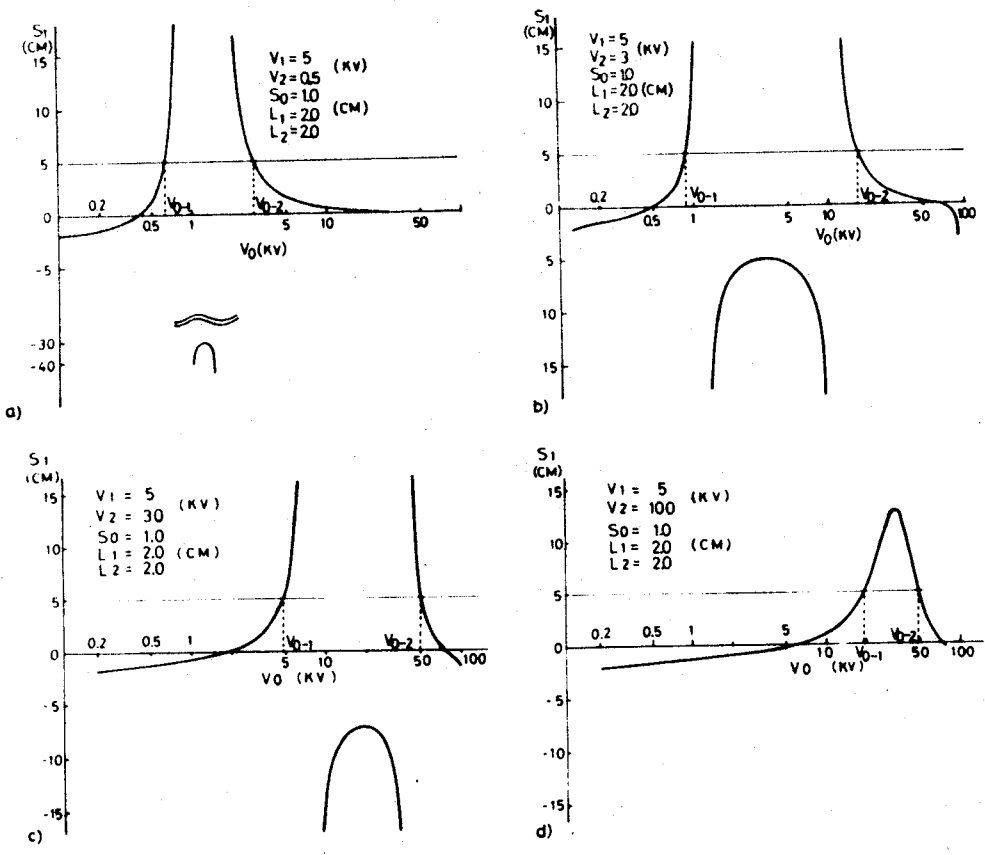 S1
(CM)
15
10
5
0
-5
-30
-40
V1=5
V2=0.5 (KV)
S0=1.0
L1=2.0 (CM)
L2=2.0
0.2
0.5
1
5
10
50
V0-1
V0-2
V0(KV)
a)
S1
(CM)
15
10
5
0
5
10
15
V1=5
V2=3 (KV)
S0=1.0
L1=2.0 (CM)
L2=2.0
0.2
0.5
1
5
10
50
100
V0-1
V0-2
V0(KV)
b)
S1
(CM)
15
10
5
0
-5
-10
-15
V1= 5
V2= 30 (KV)
S0= 1.0
L1= 2.0 (CM)
L2= 2.0
0.2
0.5
1
5
10
50
100
V0-1
V0-2
V0 (KV)
c)
S1
(CM)
15
10
5
0
-5
-10
-15
V1= 5
V2= 100 (KV)
S0= 1.0
L1= 2.0 (CM)
L2= 2.0
0.2
0.5
1
5
10
50
100
V0-1
V0-2
V0 (KV)
d)